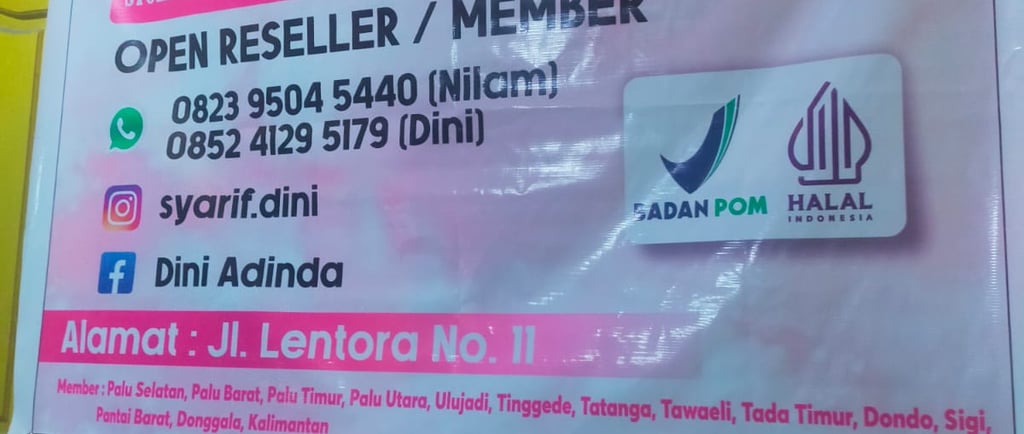 OPEN RESELLER / MEMBER
0823 9504 5440 (Nilam)
0852 4129 5179 (Dini)
syarif.dini
Dini Adinda
BADAN POM
HALAL
INDONESIA
Alamat : Jl. Lentora No. 11
Member : Palu Selatan, Palu Barat, Palu Timur, Palu Utara, Ulujadi, Tinggede, Tatanga, Tawaeli, Tada Timur, Dondo, Sigi,
Pantai Barat, Donggala, Kalimantan